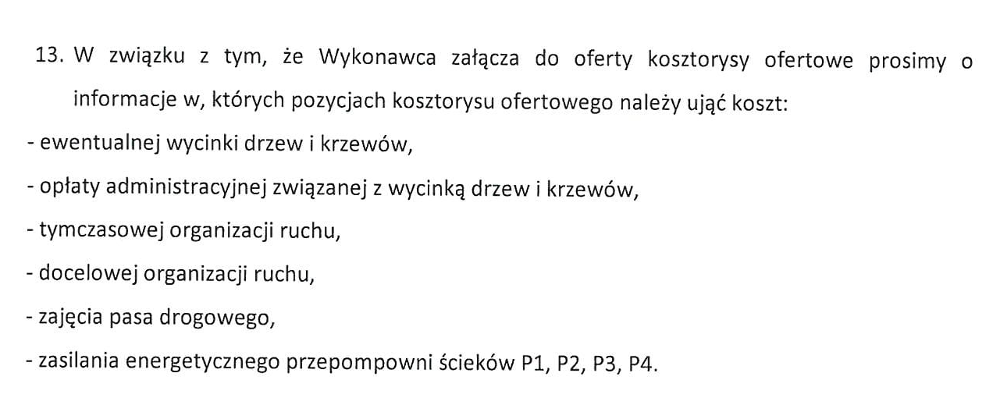 13. W związku z tym, że Wykonawca załącza do oferty kosztorysy ofertowe prosimy o
informacje w, których pozycjach kosztorysu ofertowego należy ująć koszt:
- ewentualnej wycinki drzew i krzewów,
- opłaty administracyjnej związanej z wycinką drzew i krzewów,
- tymczasowej organizacji ruchu,
- docelowej organizacji ruchu,
- zajęcia pasa drogowego,
- zasilania energetycznego przepompowni ścieków P1, P2, P3, P4.